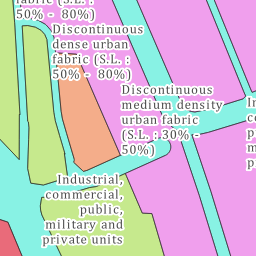 fabric (S.L. :
50% - 80%)
Discontinuous
dense urban
fabric (S.L. :
50% - 80%)
Discontinuous
medium density
urban fabric
(S.L. : 30% -
50%)
Industrial,
commercial,
public,
military and
private units